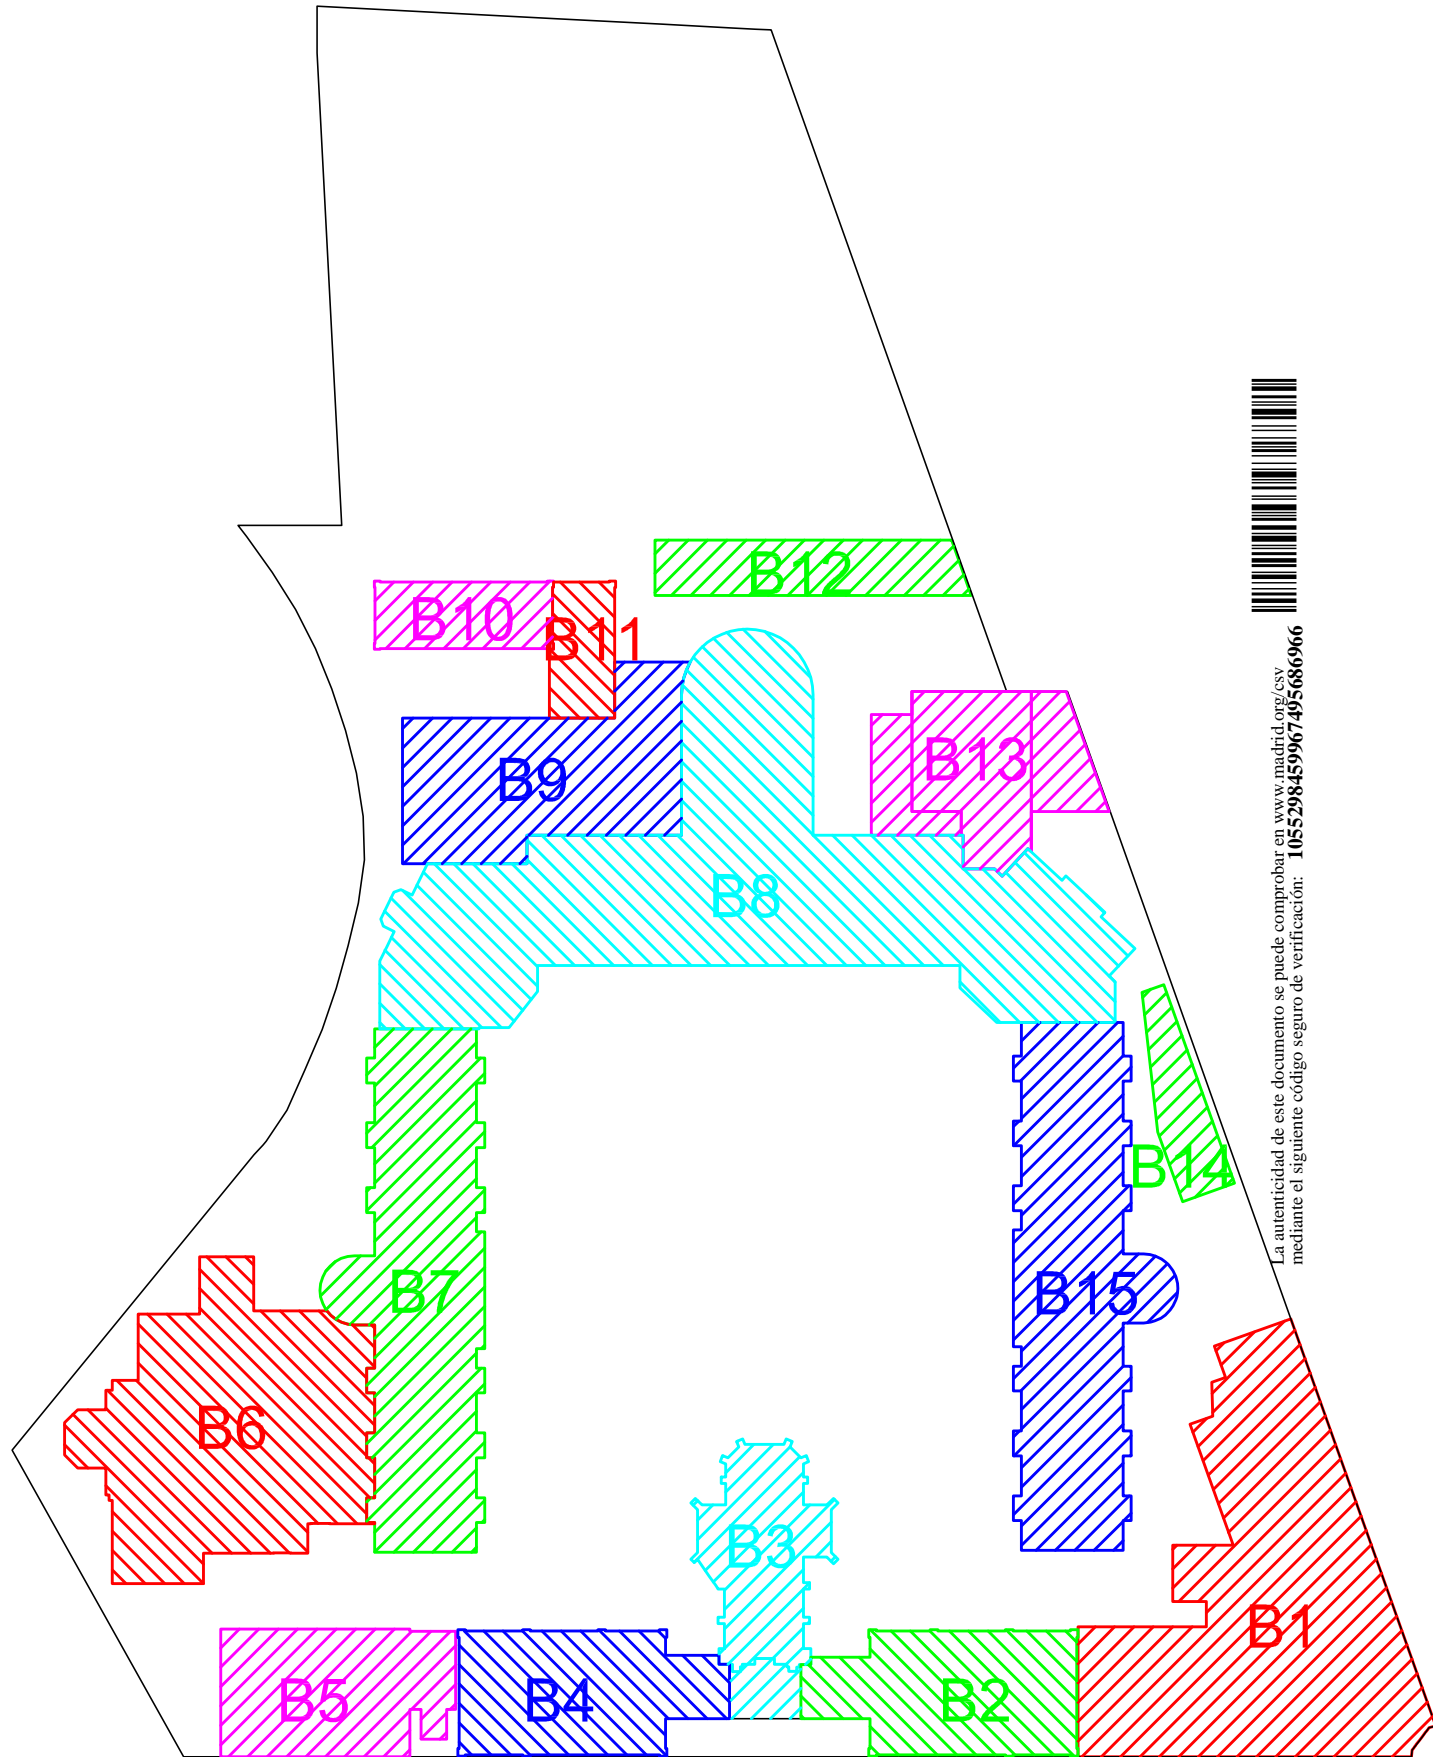 B12
B10
B11
B13
B9
B8
B14
B7
B15
B6
B3
B1
B5
B4
B2
La autenticidad de este documento se puede comprobar en www.madrid.org/csv
mediante el siguiente código seguro de verificación: 1055298459967495686966